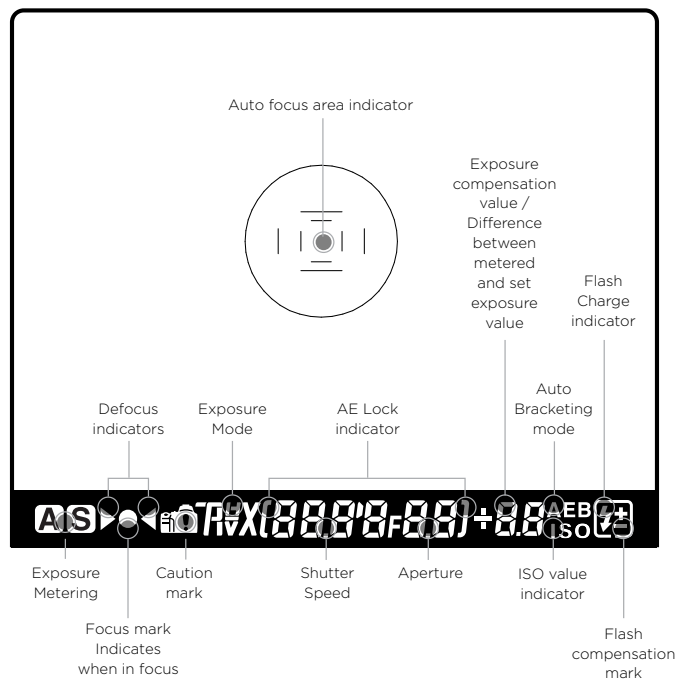 Auto focus area indicator
Exposure
compensation
value /
Difference
between
metered
and set
exposure
value
Flash
Charge
indicator
Defocus
indicators
Exposure
Mode
AE Lock
indicator
Auto
Bracketing
mode
AEB
ISO
Exposure
Metering
Caution
mark
Shutter
Speed
Aperture
ISO value
indicator
Focus mark
Indicates
when in focus
Flash
compensation
mark